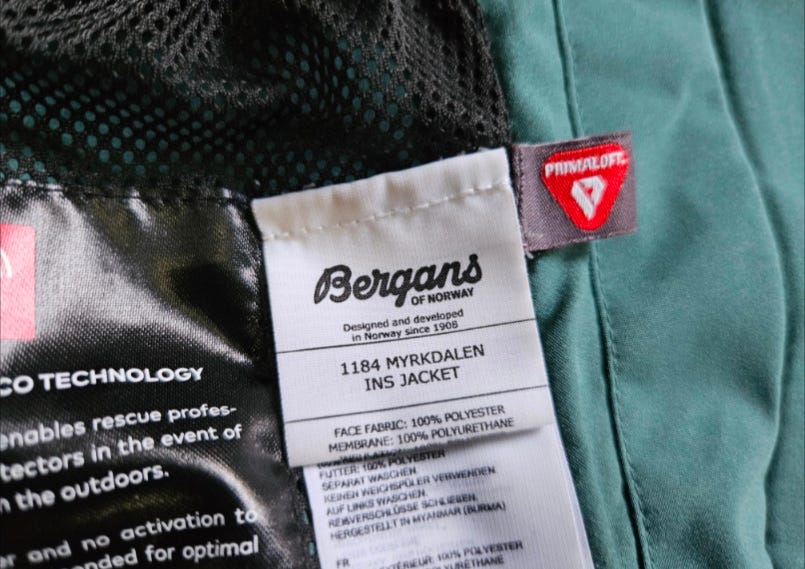 PRIMALOFT
Bergans
OF NORWAY
Designed and developed
in Norway since 1908
1184 MYRKDALEN
INS JACKET
FACE FABRIC: 100% POLYESTER
MEMBRANE: 100% POLYURETHANE
FUTTER: 100% POLYESTER
SEPARAT WASCHEN.
KEINEN WEICHSPÜLER VERWENDEN.
AUF LINKS WASCHEN.
REIßVERSCHLÜSSE SCHLIEßEN.
HERGESTELLT IN MYANMAR (BURMA)
FR
EXTÉRIEUR: 100% POLYESTER
CO TECHNOLOGY
enables rescue profes-
tectors in the event of
n the outdoors.
er and no activation to
ended for optimal